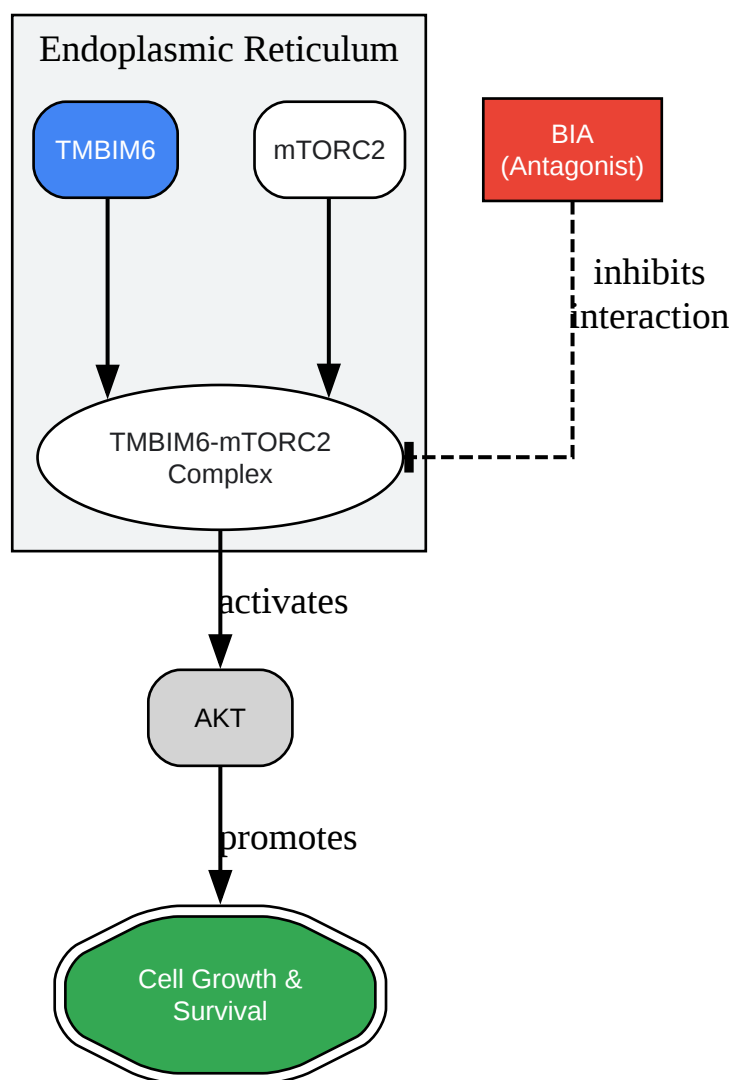 Endoplasmic Reticulum
TMBIM6
mTORC2
BIA
(Antagonist)
inhibits
interaction
TMBIM6-mTORC2
Complex
activates
AKT
promotes
Cell Growth &
Survival